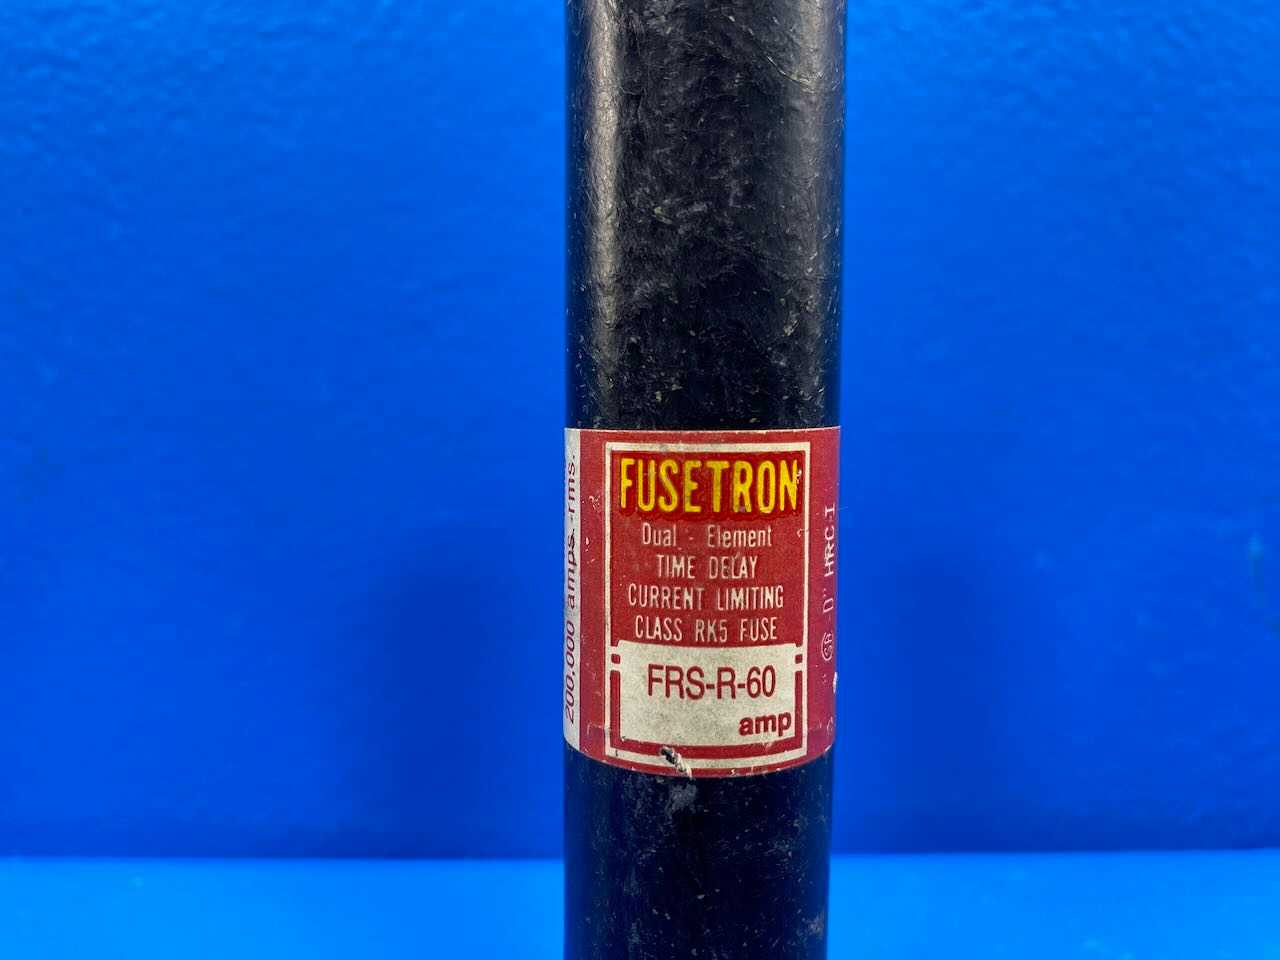 FUSETRON
Dual - Element
TIME DELAY
CURRENT LIMITING
CLASS RK5 FUSE
FRS-R-60
amp
200,000 amps. rms.
"D" HRC-I